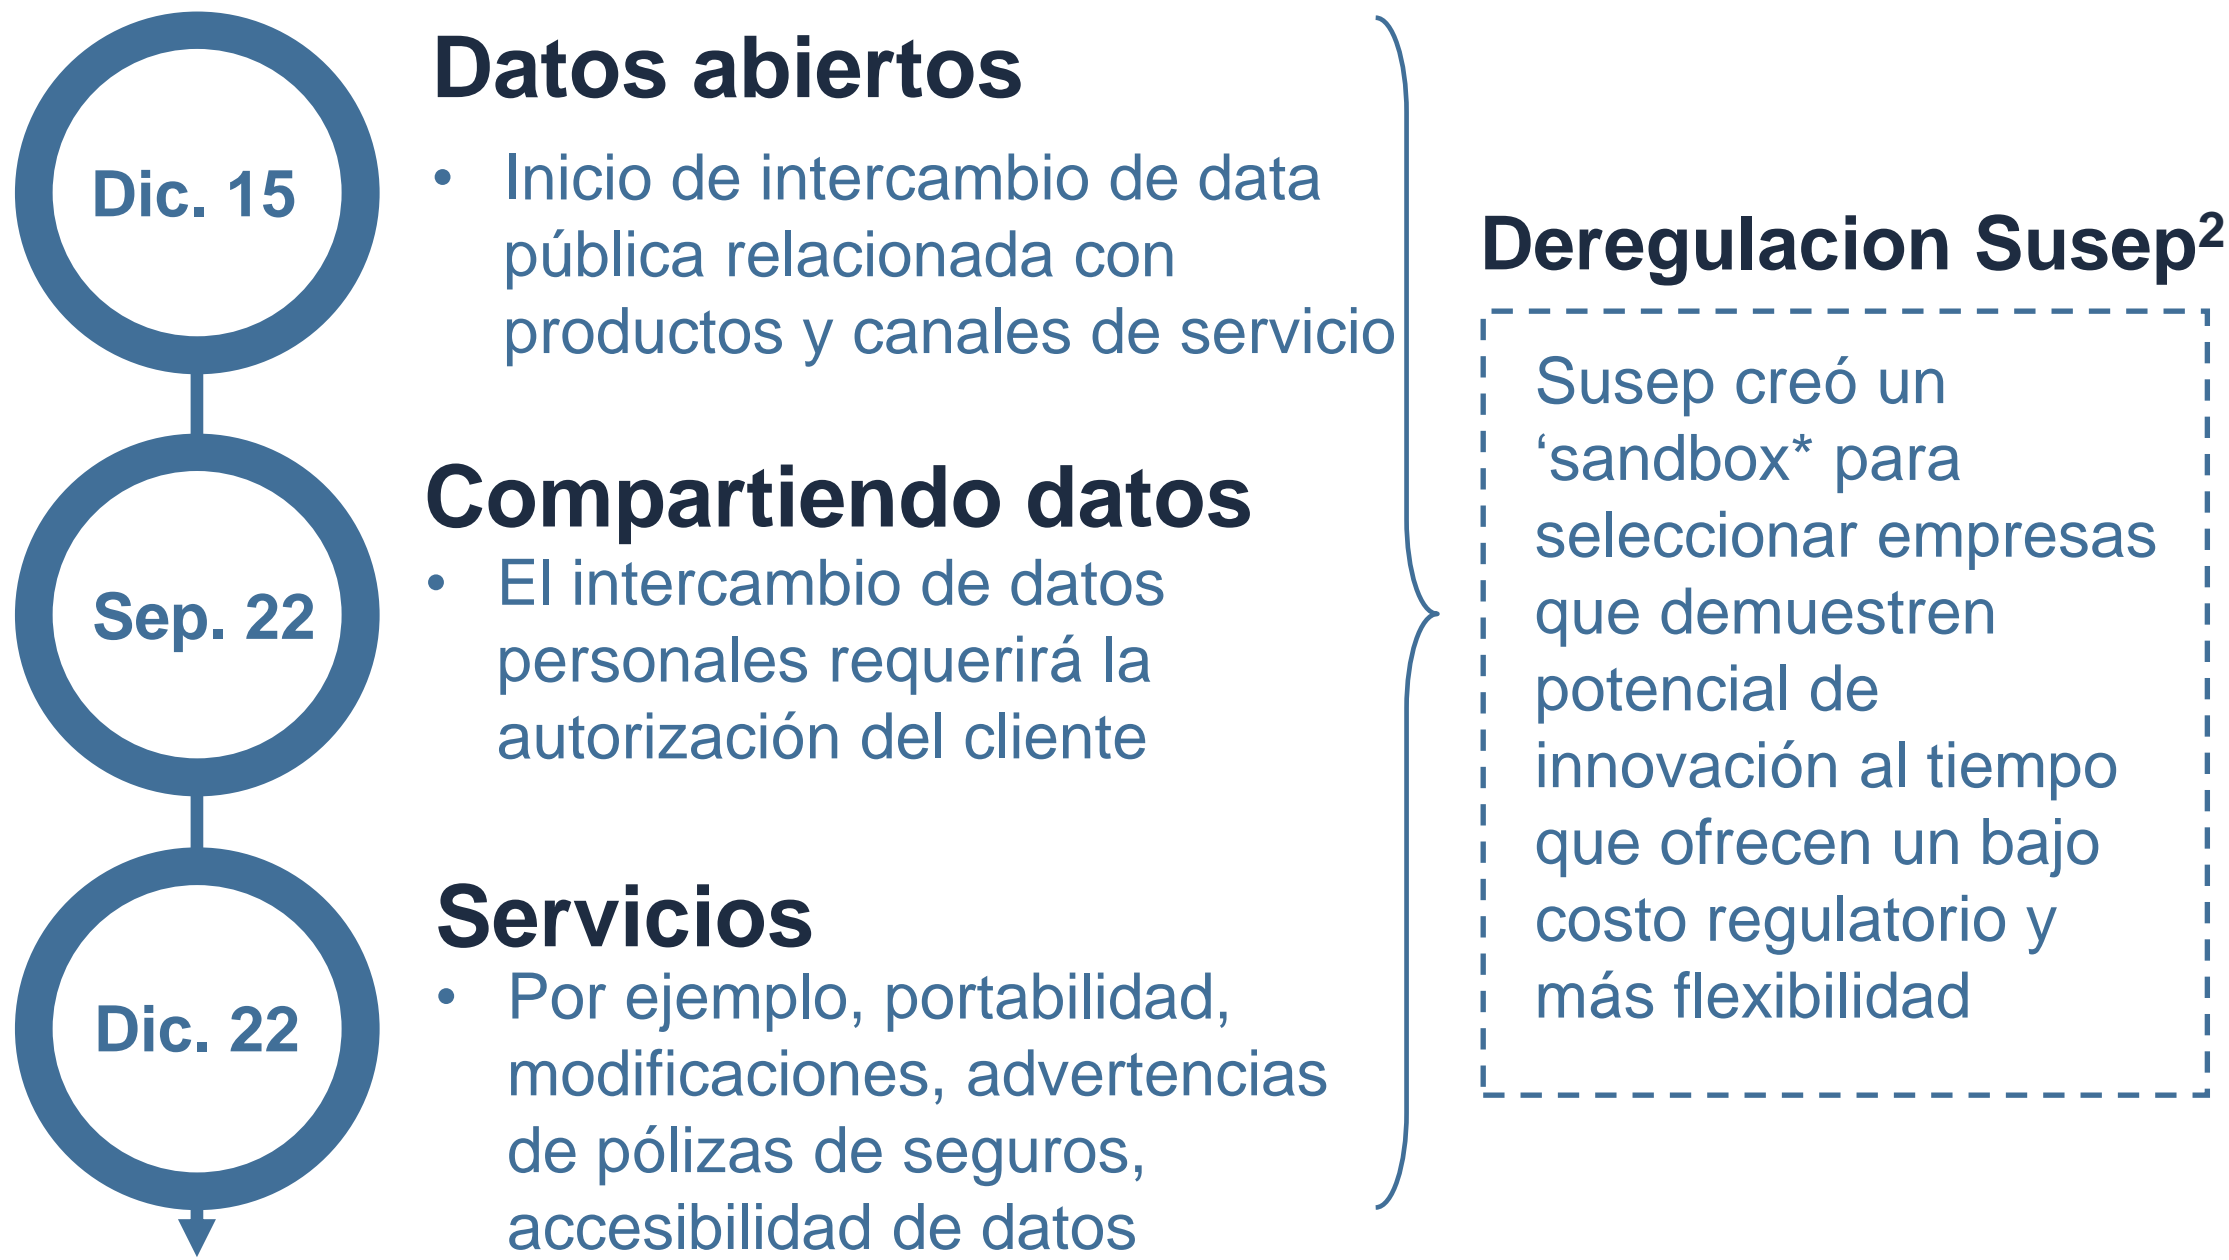 Dic. 15
Datos abiertos
• Inicio de intercambio de data
pública relacionada con
productos y canales de servicio
Sep. 22
Compartiendo datos
• El intercambio de datos
personales requerirá la
autorización del cliente
Dic. 22
Servicios
• Por ejemplo, portabilidad,
modificaciones, advertencias
de pólizas de seguros,
accesibilidad de datos
Deregulacion Susep²
Susep creó un
‘sandbox* para
seleccionar empresas
que demuestren
potencial de
innovación al tiempo
que ofrecen un bajo
costo regulatorio y
más flexibilidad